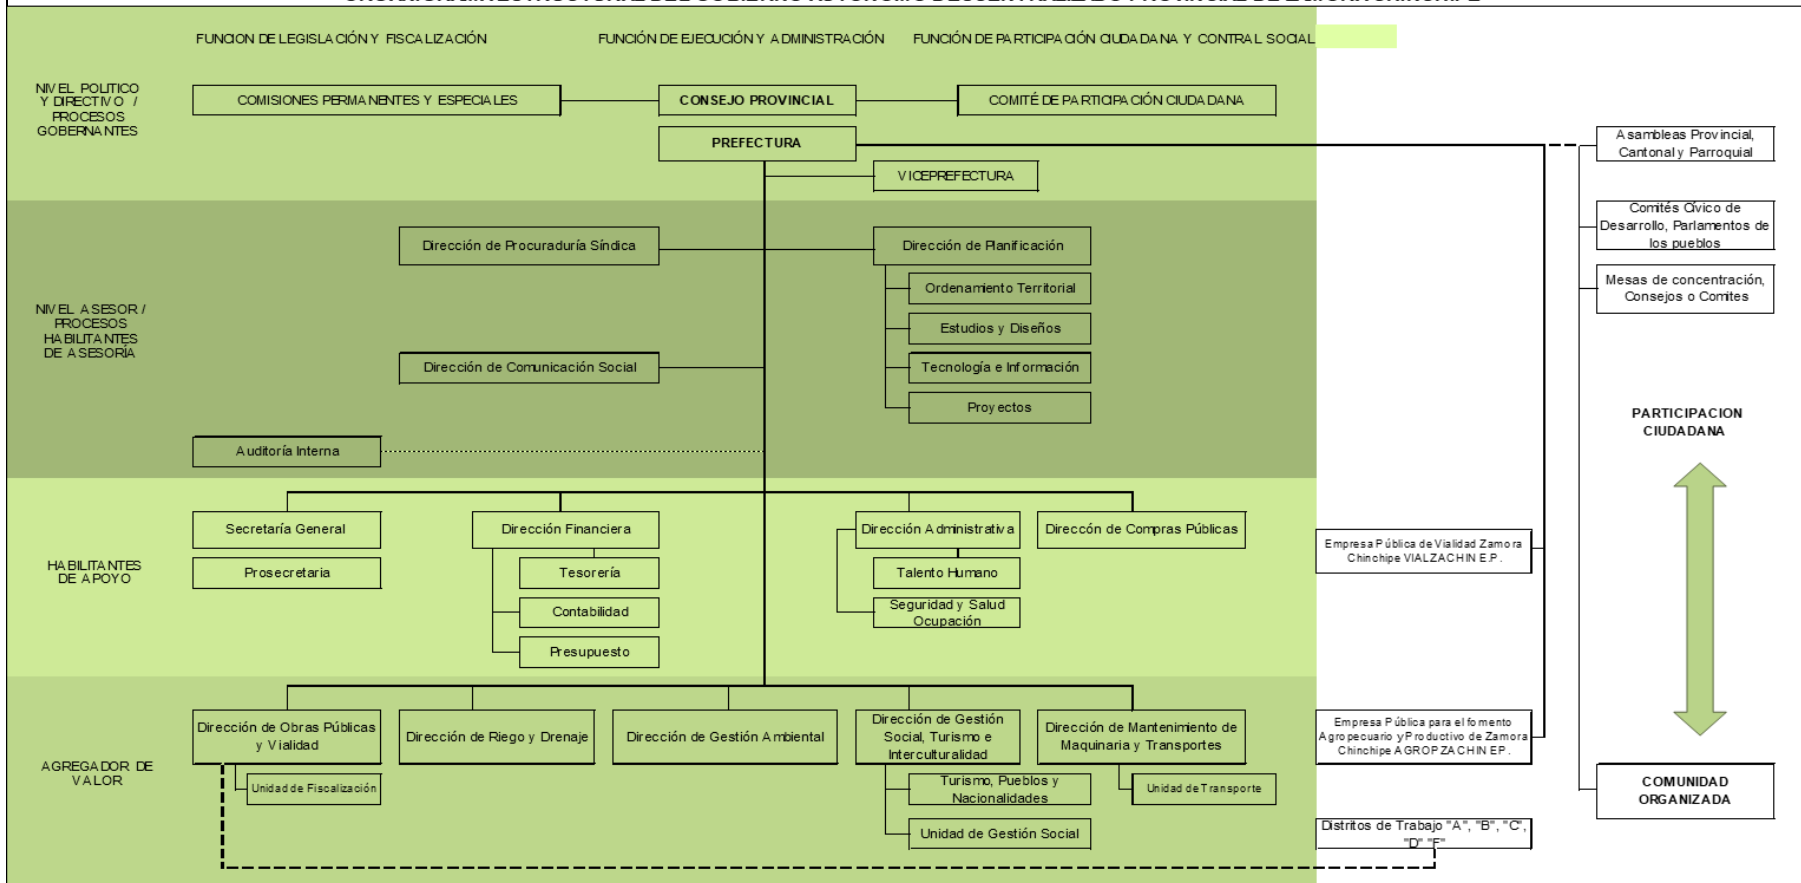 FUNCION DE LEGISLACIÓN Y FISCALIZACIÓN
FUNCIÓN DE EJECUCIÓN Y ADMINISTRACIÓN
FUNCIÓN DE PARTICIPACIÓN CIUDADANA Y CONTRAL SOCIAL
NIVEL POLITICO
Y DIRECTIVO /
PROCESOS
GOBERNANTES
COMISIONES PERMANENTES Y ESPECIALES
CONSEJO PROVINCIAL
COMITÉ DE PARTICIPACIÓN CIUDADANA
PREFECTURA
VICEPREFECTURA
Asambleas Provincial,
Cantonal y Parroquial
Comités Cívico de
Desarrollo, Parlamentos de
los pueblos
Mesas de concentración,
Consejos o Comites
NIVEL ASESOR /
PROCESOS
HABILITANTES
DE ASESORÍA
Dirección de Procuraduría Síndica
Dirección de Planificación
Ordenamiento Territorial
Estudios y Diseños
Dirección de Comunicación Social
Tecnología e Información
Proyectos
Auditoría Interna
PARTICIPACION
CIUDADANA
HABILITANTES
DE APOYO
Secretaría General
Prosecretaria
Dirección Financiera
Tesorería
Contabilidad
Presupuesto
Dirección Administrativa
Talento Humano
Seguridad y Salud
Ocupación
Direccón de Compras Públicas
Empresa Pública de Vialidad Zamora
Chinchipe VIALZACHIN E.P.
AGREGADOR DE
VALOR
Dirección de Obras Públicas
y Vialidad
Unidad de Fiscalización
Dirección de Riego y Drenaje
Dirección de Gestión Ambiental
Dirección de Gestión
Social, Turismo e
Interculturalidad
Turismo, Pueblos y
Nacionalidades
Unidad de Gestión Social
Dirección de Mantenimiento de
Maquinaria y Transportes
Unidad de Transporte
Empresa Pública para el fomento
Agropecuario y Productivo de Zamora
Chinchipe AGROPZACHIN EP.
Distritos de Trabajo "A", "B", "C",
"D" "F"
COMUNIDAD
ORGANIZADA